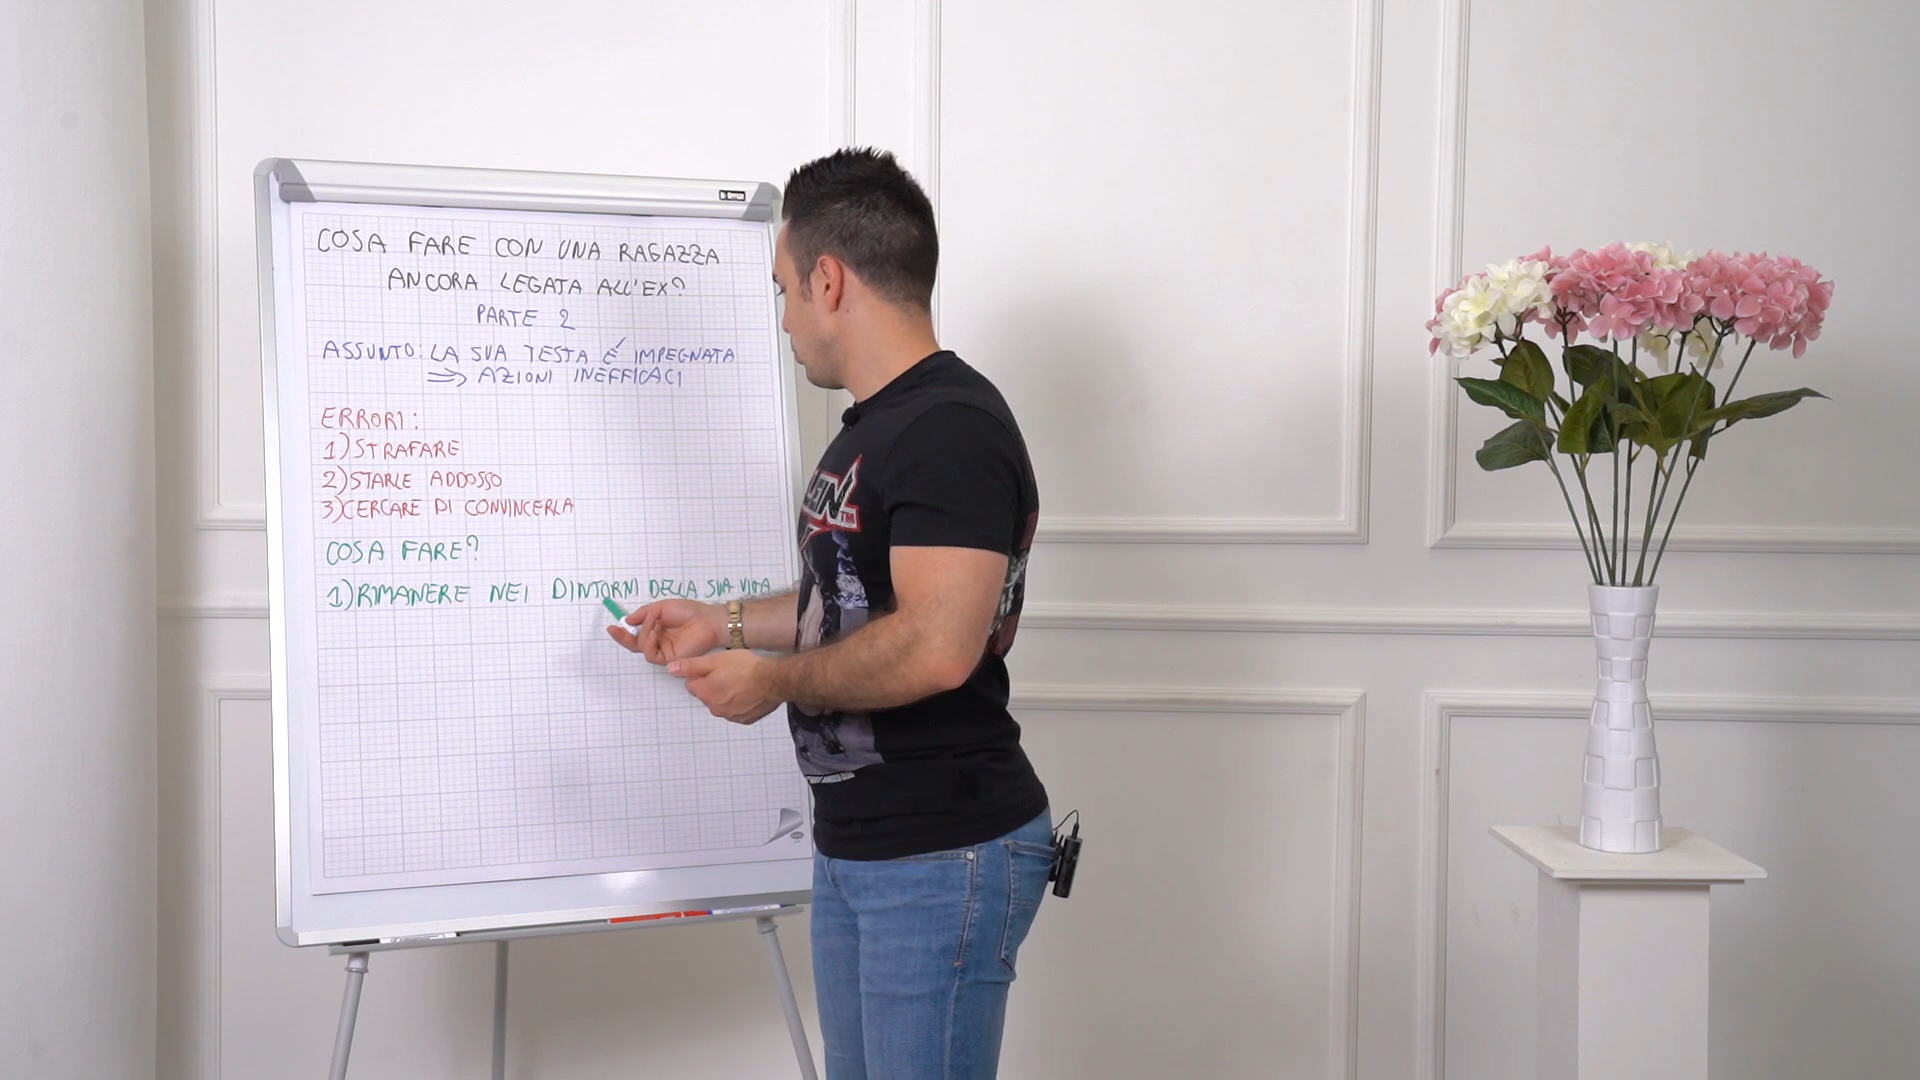 COSA FARE CON UNA RAGAZZA
ANCORA LEGATA ALL'EX?
PARTE 2
ASSUNTO: LA SUA TESTA É IMPEGNATA
=> AZIONI INEFFICACI
ERRORI:
1)STRAFARE
2)STARLE ADDOSSO
3)CERCARE DI CONVINCERLA
COSA FARE?
1)RIMANERE NEI DINTORNI DELLA SUA VITA